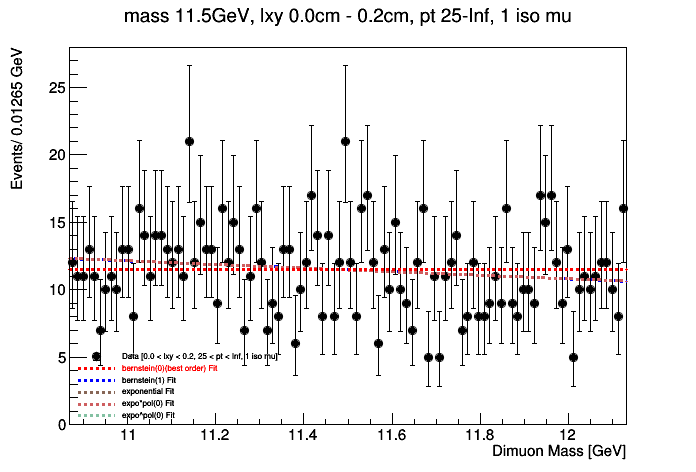 mass 11.5GeV, lxy 0.0cm - 0.2cm, pt 25-Inf, 1 iso mu
Events/ 0.01265 GeV
25
20
15
10
5
0
Data [0.0 < lxy < 0.2, 25 < pt < Inf, 1 iso mu]
bernstein(0)(best order) Fit
bernstein(1) Fit
exponential Fit
expo*pol(0) Fit
expo^pol(0) Fit
11 11.2 11.4 11.6 11.8 12
Dimuon Mass [GeV]